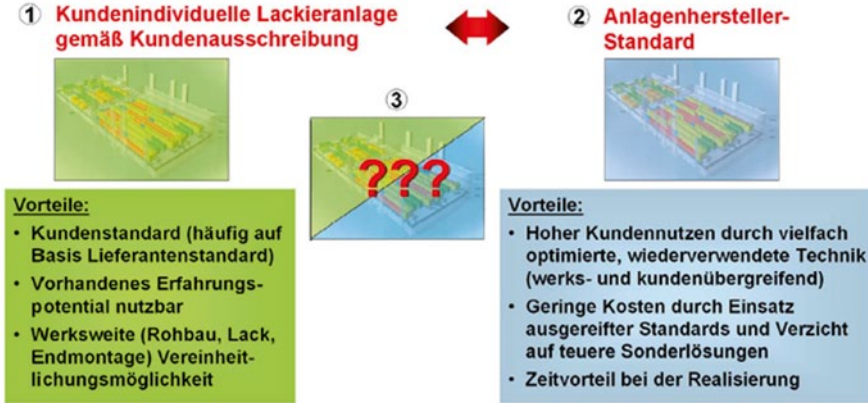 ① Kundenindividuelle Lackieranlage
gemäß Kundenausschreibung
② Anlagenhersteller-
Standard
③
???
Vorteile:
• Kundenstandard (häufig auf
Basis Lieferantenstandard)
• Vorhandenes Erfahrungs-
potential nutzbar
• Werksweite (Rohbau, Lack,
Endmontage) Vereinheit-
lichungsmöglichkeit
Vorteile:
• Hoher Kundennutzen durch vielfach
optimierte, wiederverwendete Technik
(werks- und kundenübergreifend)
• Geringe Kosten durch Einsatz
ausgereifter Standards und Verzicht
auf teuere Sonderlösungen
• Zeitvorteil bei der Realisierung